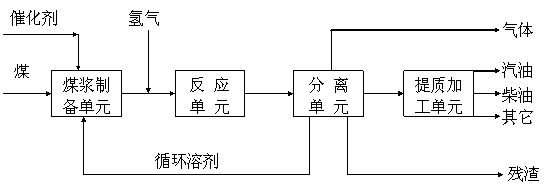 催化剂
氢气
气体
煤
煤浆制
备单元
反 应
单 元
分 离
单 元
提质加
工单元
汽油
柴油
其它
循环溶剂
残渣